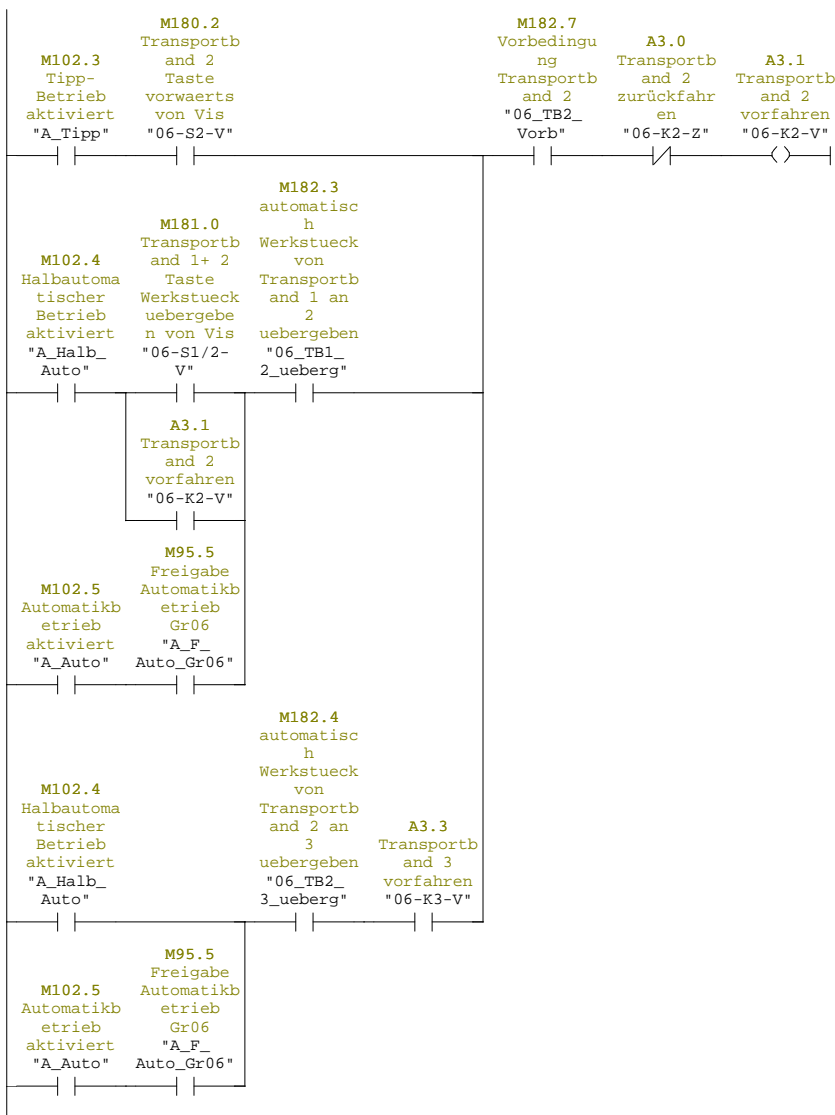 M102.3
Tipp-
Betrieb
aktiviert
"A_Tipp"
M180.2
Transportb
and 2
Taste
vorwaerts
von Vis
"06-S2-V"
M182.7
Vorbedingu
ng
Transportb
and 2
"06_TB2_
Vorb"
A3.0
Transportb
and 2
zurückfahr
en
"06-K2-Z"
A3.1
Transportb
and 2
vorfahren
"06-K2-V"
M102.4
Halbautoma
tischer
Betrieb
aktiviert
"A_Halb_
Auto"
M181.0
Transportb
and 1+ 2
Taste
Werkstueck
uebergebe
n von Vis
"06-S1/2-
V"
M182.3
automatisc
h
Werkstueck
von
Transportb
and 1 an
2
uebergeben
"06_TB1_
2_ueberg"
A3.1
Transportb
and 2
vorfahren
"06-K2-V"
M102.5
Automatikb
etrieb
aktiviert
"A_Auto"
M95.5
Freigabe
Automatikb
etrieb
Gr06
"A_F_
Auto_Gr06"
M102.4
Halbautoma
tischer
Betrieb
aktiviert
"A_Halb_
Auto"
M182.4
automatisc
h
Werkstueck
von
Transportb
and 2 an
3
uebergeben
"06_TB2_
3_ueberg"
A3.3
Transportb
and 3
vorfahren
"06-K3-V"
M102.5
Automatikb
etrieb
aktiviert
"A_Auto"
M95.5
Freigabe
Automatikb
etrieb
Gr06
"A_F_
Auto_Gr06"